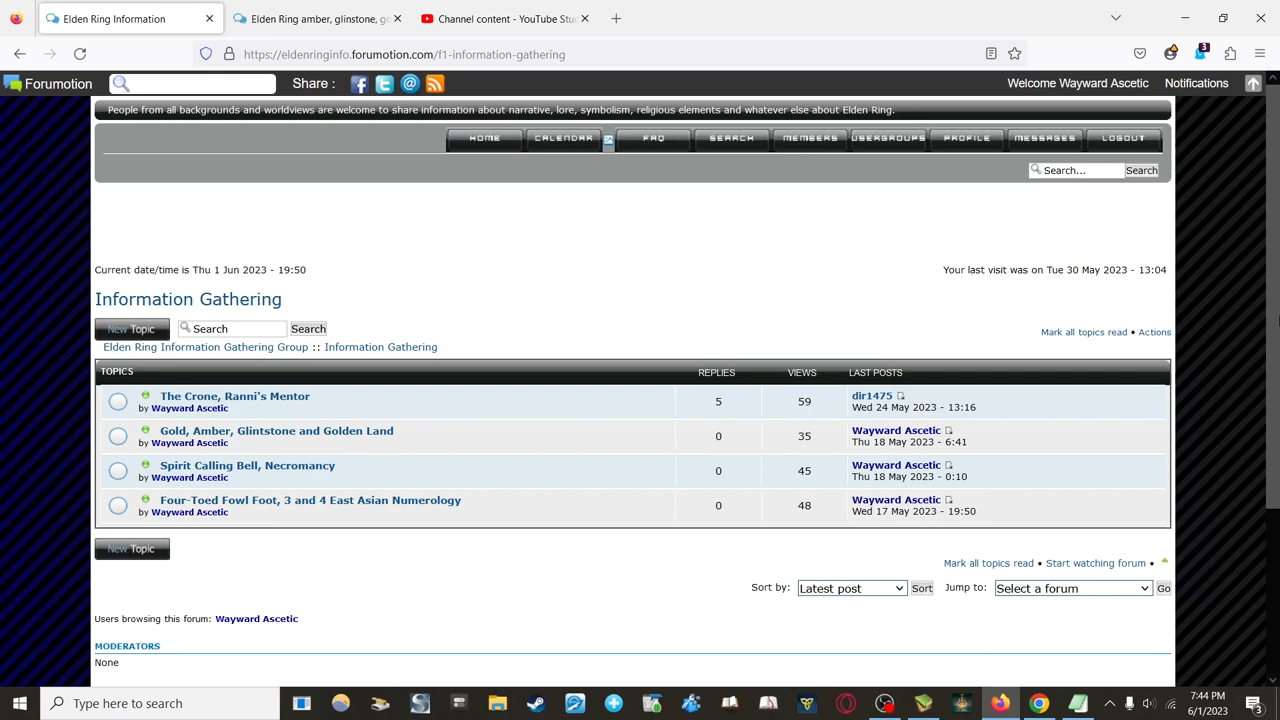 Elden Ring Information
Elden Ring amber, glinstone, go
Channel content - YouTube Stu
https://eldenringinfo.forumotion.com/f1-information-gathering
3
Forumotion
Share :
Welcome Wayward Ascetic
Notifications
People from all backgrounds and worldviews are welcome to share information about narrative, lore, symbolism, religious elements and whatever else about Elden Ring.
HOME CALENDAR FAQ SEARCH MEMBERS USERGROUPS PROFILE MESSAGES LOGOUT
Search... Search
Current date/time is Thu 1 Jun 2023 - 19:50
Your last visit was on Tue 30 May 2023 - 13:04
Information Gathering
New Topic Search Search
Mark all topics read • Actions
Elden Ring Information Gathering Group :: Information Gathering
TOPICS REPLIES VIEWS LAST POSTS
The Crone, Ranni's Mentor
by Wayward Ascetic
5 59
dir1475
Wed 24 May 2023 - 13:16
Gold, Amber, Glintstone and Golden Land
by Wayward Ascetic
0 35
Wayward Ascetic
Thu 18 May 2023 - 6:41
Spirit Calling Bell, Necromancy
by Wayward Ascetic
0 45
Wayward Ascetic
Thu 18 May 2023 - 0:10
Four-Toed Fowl Foot, 3 and 4 East Asian Numerology
by Wayward Ascetic
0 48
Wayward Ascetic
Wed 17 May 2023 - 19:50
New Topic
Mark all topics read • Start watching forum •
Sort by: Latest post Sort Jump to: Select a forum Go
Users browsing this forum: Wayward Ascetic
MODERATORS
None
Type here to search
7:44 PM
6/1/2023
3